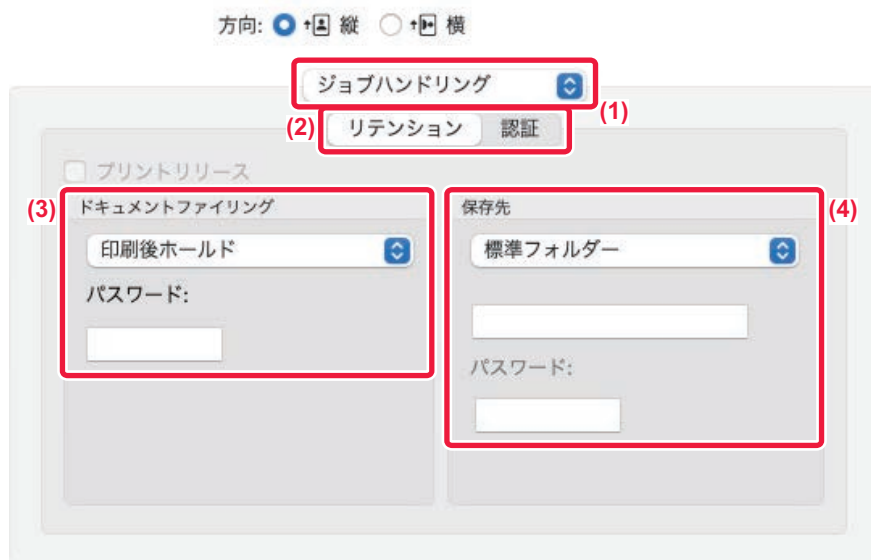 方向: 縦 横
ジョブハンドリング
(1)
(2) リテンション 認証
プリントリリース
(3) ドキュメントファイリング 保存先 (4)
印刷後ホールド 標準フォルダー
パスワード:
パスワード: